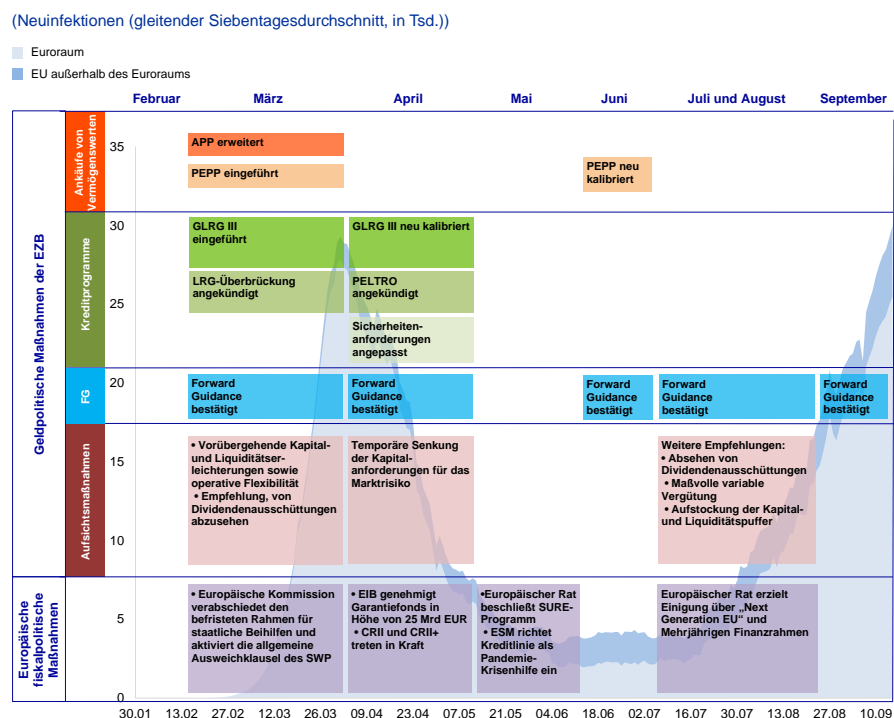 (Neuinfektionen (gleitender Siebentagesdurchschnitt, in Tsd.))
Euroraum
EU außerhalb des Euroraums
Februar
März
April
Mai
Juni
Juli und August
September
Geldpolitische Maßnahmen der EZB
Ankäufe von
Vermögenswerten
35
APP erweitert
PEPP eingeführt
PEPP neu
kalibriert
Kreditprogramme
30
25
GLRG III
eingeführt
GLRG III neu kalibriert
LRG-Überbrückung
angekündigt
PELTRO
angekündigt
Sicherheiten-
anforderungen
angepasst
FG
20
Forward
Guidance
bestätigt
Forward
Guidance
bestätigt
Forward
Guidance
bestätigt
Forward
Guidance
bestätigt
Forward
Guidance
bestätigt
Aufsichtsmaßnahmen
15
10
• Vorübergehende Kapital-
und Liquiditätser-
leichterungen sowie
operative Flexibilität
• Empfehlung, von
Dividendenausschüttungen
abzusehen
Temporäre Senkung
der Kapital-
anforderungen für das
Marktrisiko
Weitere Empfehlungen:
• Absehen von
Dividendenausschüttungen
• Maßvolle variable
Vergütung
• Aufstockung der Kapital-
und Liquiditätspuffer
Europäische
fiskalpolitische
Maßnahmen
5
0
• Europäische Kommission
verabschiedet den
befristeten Rahmen für
staatliche Beihilfen und
aktiviert die allgemeine
Ausweichklausel des SWP
• EIB genehmigt
Garantiefonds in
Höhe von 25 Mrd EUR
• CRII und CRII+
treten in Kraft
•Europäischer Rat
beschließt SURE-
Programm
• ESM richtet
Kreditlinie als
Pandemie-
Krisenhilfe ein
Europäischer Rat erzielt
Einigung über „Next
Generation EU“ und
Mehrjährigen Finanzrahmen
30.01 13.02 27.02 12.03 26.03 09.04 23.04 07.05 21.05 04.06 18.06 02.07 16.07 30.07 13.08 27.08 10.09